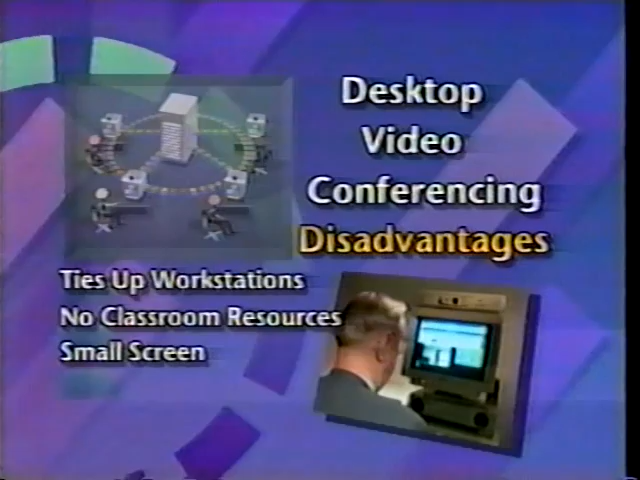 Desktop
Video
Conferencing
Disadvantages
Ties Up Workstations
No Classroom Resources
Small Screen